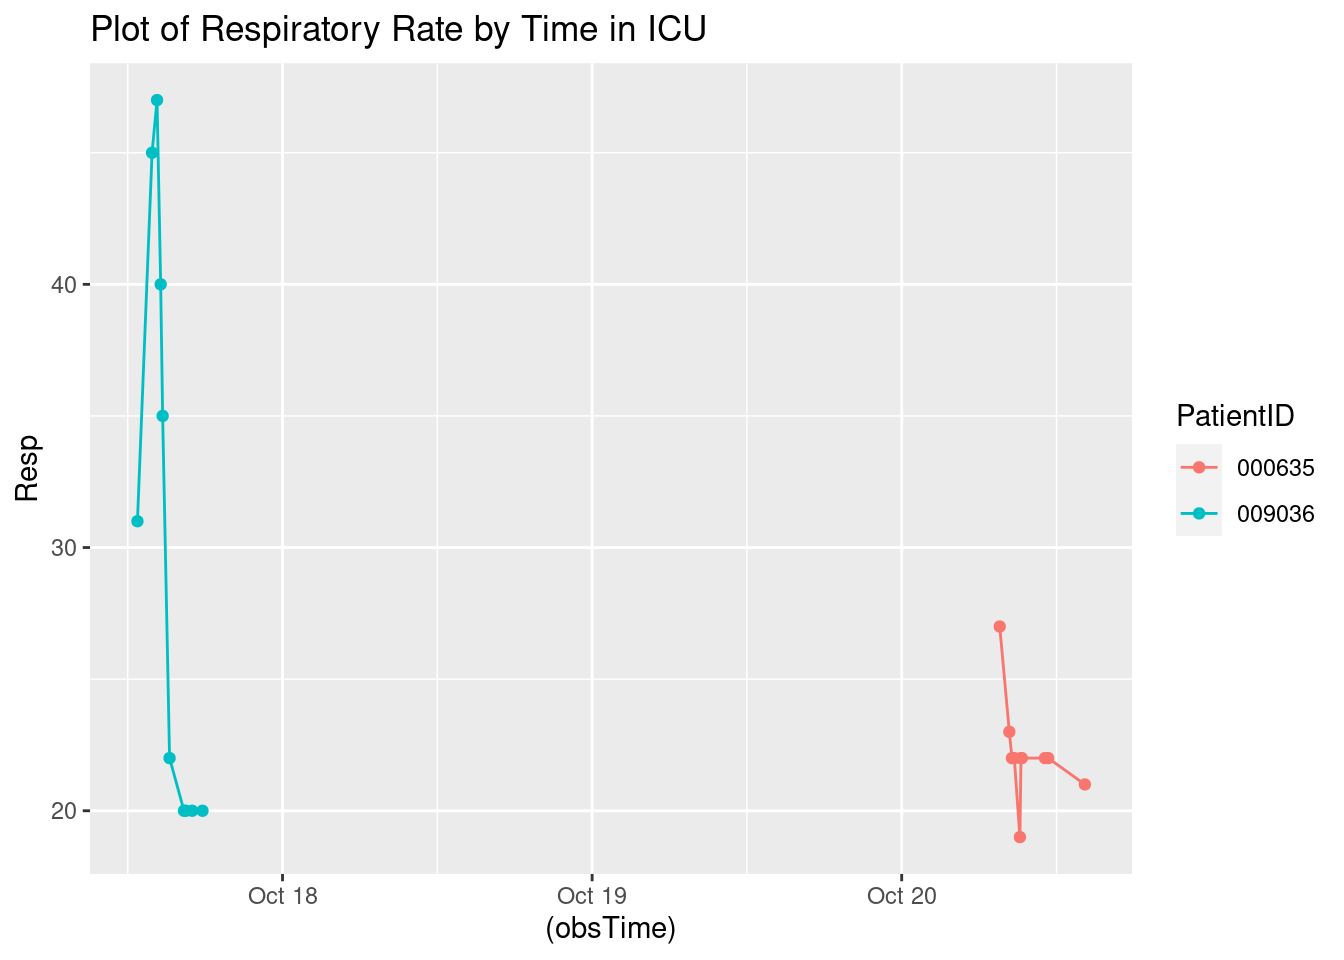 Plot of Respiratory Rate by Time in ICU
Resp
40
30
20
Oct 18
Oct 19
Oct 20
(obsTime)
PatientID
000635
009036